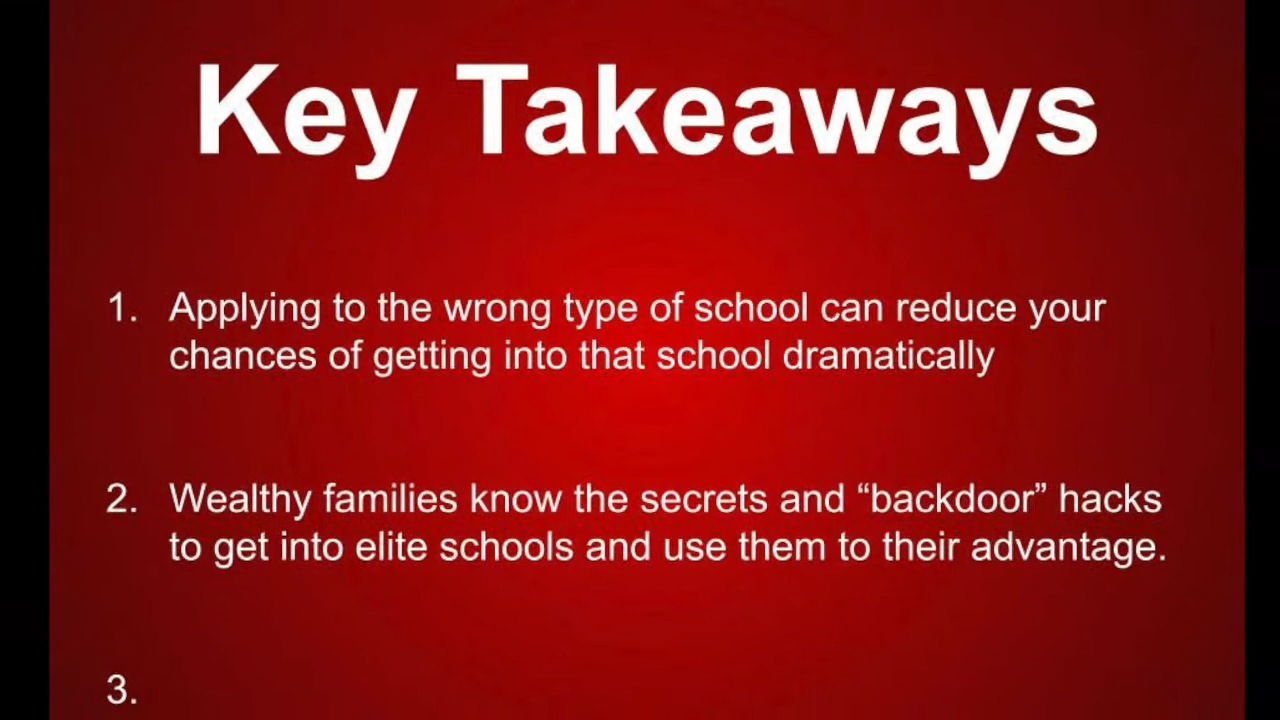 Key Takeaways
1. Applying to the wrong type of school can reduce your
chances of getting into that school dramatically
2. Wealthy families know the secrets and “backdoor” hacks
to get into elite schools and use them to their advantage.
3.